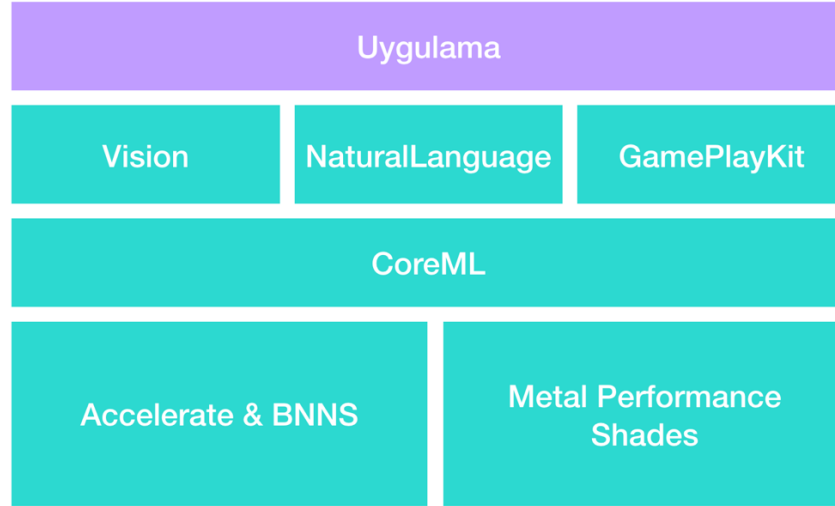 Uygulama
Vision
NaturalLanguage
GamePlayKit
CoreML
Accelerate & BNNS
Metal Performance
Shades